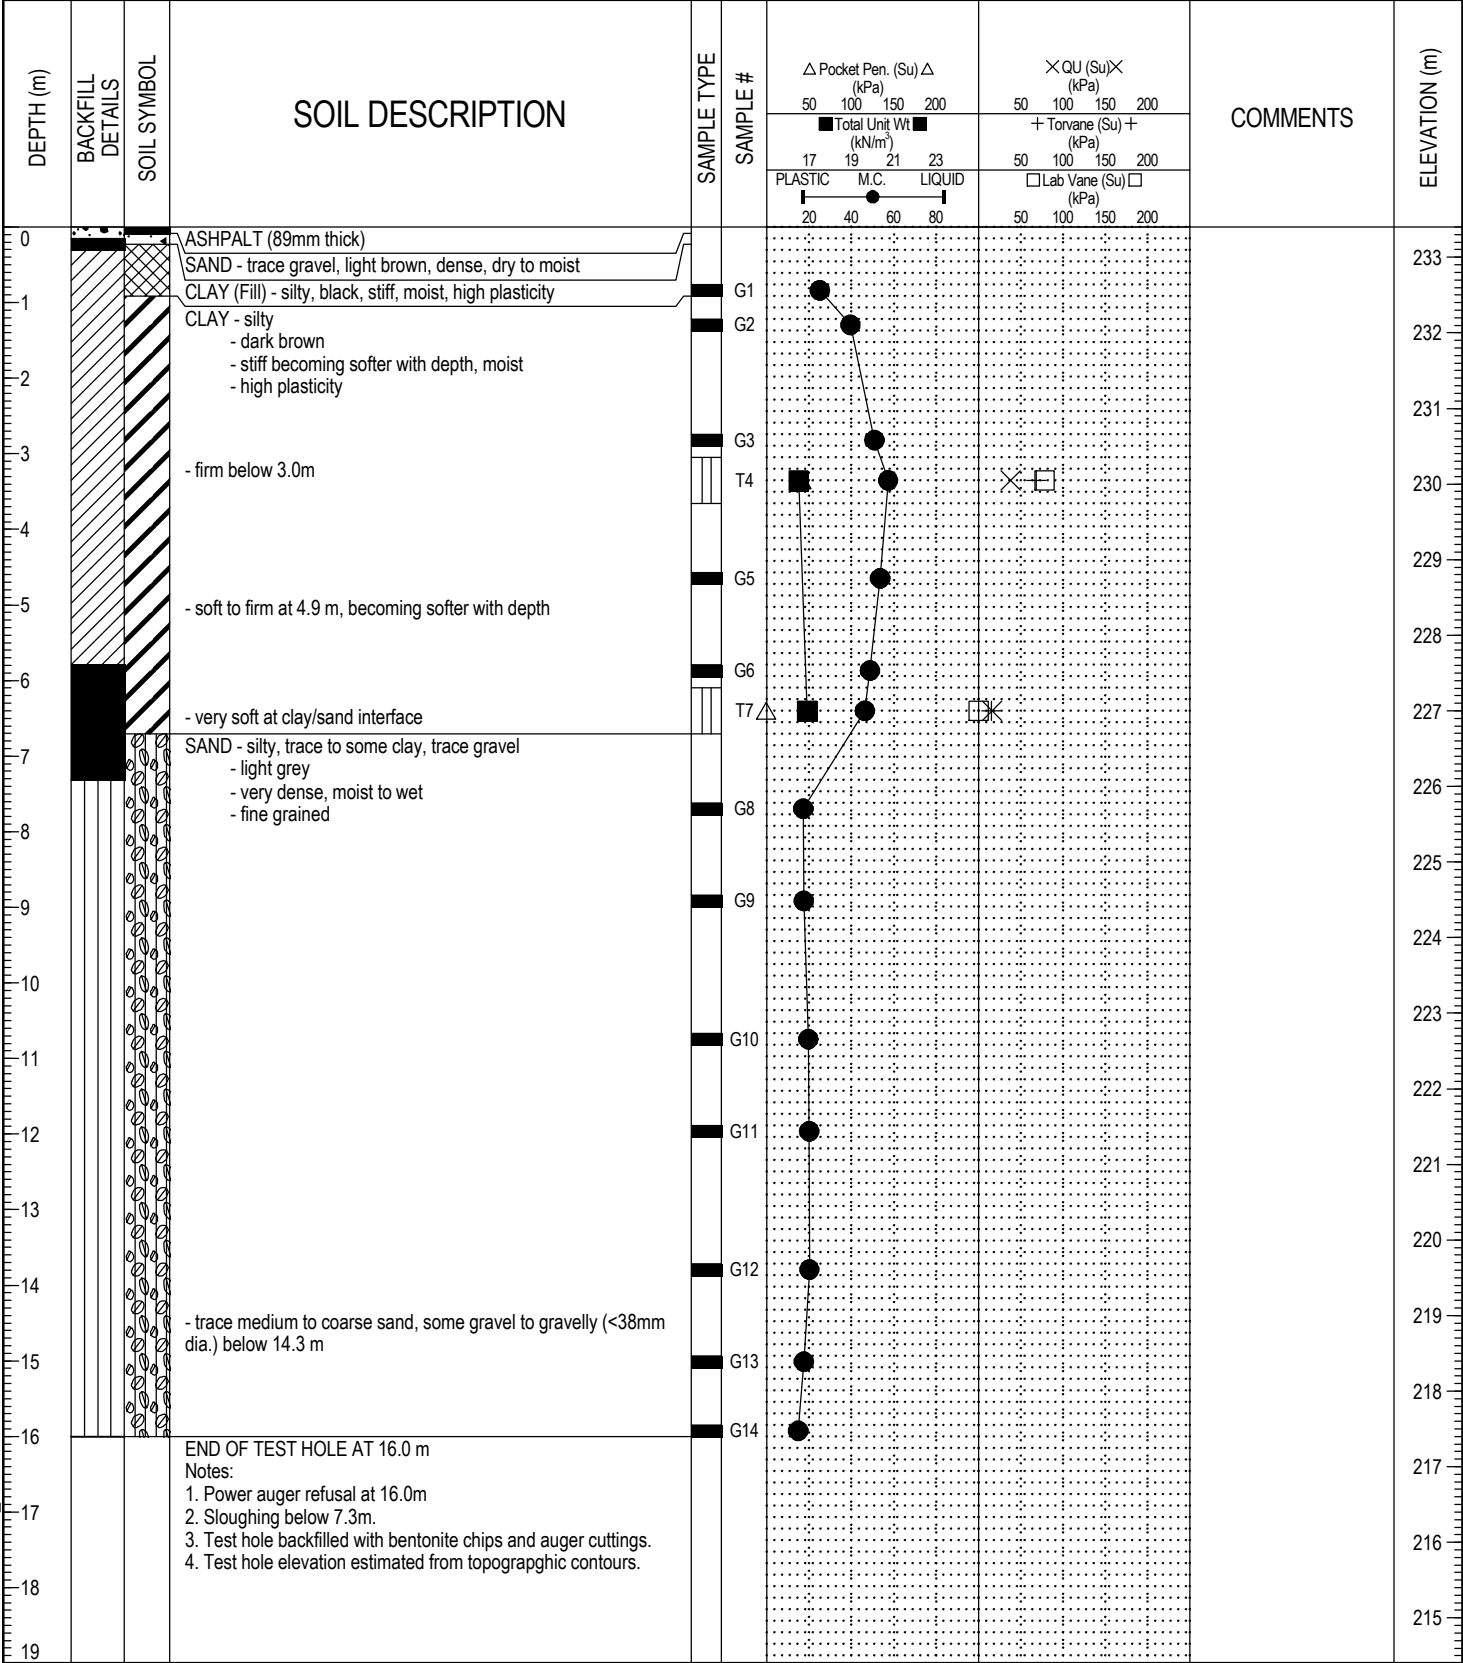 DEPTH (m)
BACKFILL
DETAILS
SOIL SYMBOL
SOIL DESCRIPTION
SAMPLE TYPE
SAMPLE #
△ Pocket Pen. (Su) △
(kPa)
50 100 150 200
■ Total Unit Wt ■
(kN/m³)
17 19 21 23
PLASTIC M.C. LIQUID
20 40 60 80
× QU (Su) ×
(kPa)
50 100 150 200
+ Torvane (Su) +
(kPa)
50 100 150 200
□ Lab Vane (Su) □
(kPa)
50 100 150 200
COMMENTS
ELEVATION (m)
0
ASHPALT (89mm thick)
SAND - trace gravel, light brown, dense, dry to moist
233
CLAY (Fill) - silty, black, stiff, moist, high plasticity
G1
1
CLAY - silty
G2
232
- dark brown
- stiff becoming softer with depth, moist
2
- high plasticity
231
G3
3
- firm below 3.0m
T4
230
4
229
G5
5
- soft to firm at 4.9 m, becoming softer with depth
228
G6
6
T7
227
- very soft at clay/sand interface
SAND - silty, trace to some clay, trace gravel
7
- light grey
226
- very dense, moist to wet
G8
- fine grained
8
225
G9
9
224
10
223
G10
11
222
G11
12
221
13
220
G12
14
219
- trace medium to coarse sand, some gravel to gravelly (<38mm
dia.) below 14.3 m
15
G13
218
G14
16
END OF TEST HOLE AT 16.0 m
217
Notes:
1. Power auger refusal at 16.0m
17
2. Sloughing below 7.3m.
3. Test hole backfilled with bentonite chips and auger cuttings.
216
4. Test hole elevation estimated from topograpghic contours.
18
215
19